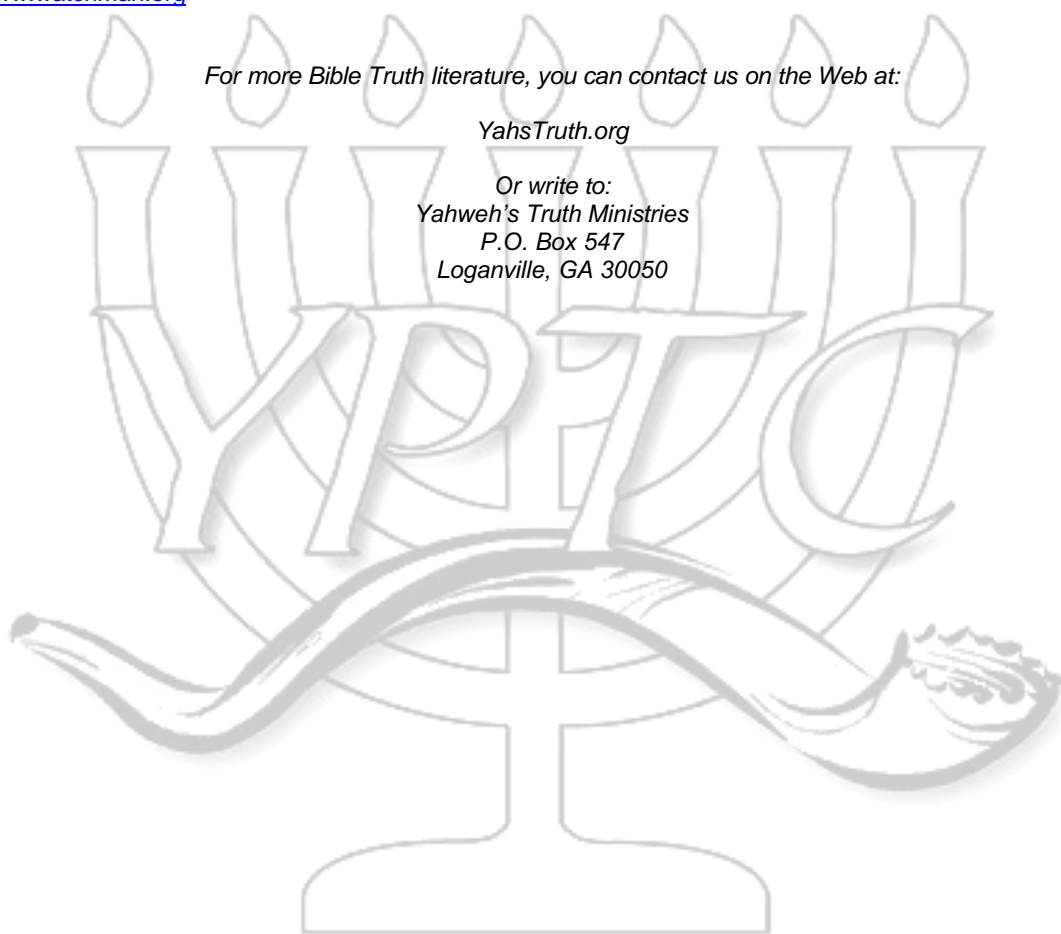 For more Bible Truth literature, you can contact us on the Web at:
YahsTruth.org
Or write to:
Yahweh's Truth Ministries
P.O. Box 547
Loganville, GA 30050
YPTC